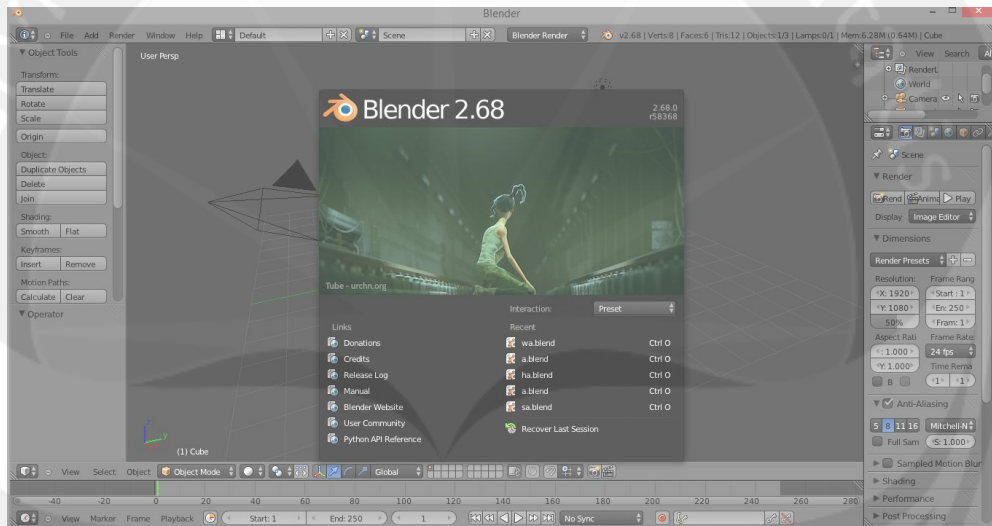 Blender
File Add Render Window Help Default Scene Blender Render v2.68 | Verts:8 | Faces:6 | Tris:12 | Objects:1/3 | Lamps:0/1 | Mem:6.28M (0.64M) | Cube
View Search Al
Object Tools
User Persp
RenderL
World
Camera
Transform:
Translate
Rotate
Scale
Origin
Object:
Duplicate Objects
Delete
Join
Shading:
Smooth Flat
Keyframes:
Insert Remove
Motion Paths:
Calculate Clear
Operator
Blender 2.68
2.68.0
r58368
Tube - urchn.org
Interaction: Preset
Links
Donations
Credits
Release Log
Manual
Blender Website
User Community
Python API Reference
Recent
wa.blend Ctrl O
a.blend Ctrl O
ha.blend Ctrl O
a.blend Ctrl O
sa.blend Ctrl O
Recover Last Session
Scene
Render
Rend Anima Play
Display Image Editor
Dimensions
Render Presets
Resolution: Frame Rang
X: 1920 Start : 1
Y: 1080 En: 250
50% Fram: 1
Aspect Rati Frame Rate:
: 1.000 24 fps
Y: 1.000 Time Rema
B 1 1
Anti-Aliasing
5 8 11 16 Mitchell-N
Full Sam S: 1.000
Sampled Motion Blur
Shading
Performance
Post Processing
(1) Cube
View Select Object Object Mode Global
-40 -20 0 20 40 60 80 100 120 140 160 180 200 220 240 260 280
View Marker Frame Playback Start: 1 End: 250 1 No Sync